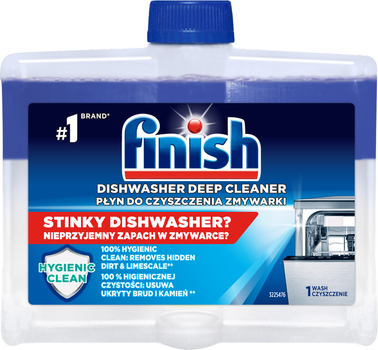 #1 BRAND*
finish
DISHWASHER DEEP CLEANER
PŁYN DO CZYSZCZENIA ZMYWARKI
STINKY DISHWASHER?
NIEPRZYJEMNY ZAPACH W ZMYWARCE?
HYGIENIC
CLEAN
100% HYGIENIC
CLEAN: REMOVES HIDDEN
DIRT & LIMESCALE**
100 % HIGIENICZNEJ
CZYSTOŚCI: USUWA
UKRYTY BRUD I KAMIEŃ **
3225476
1 WASH
CZYSZCZENIE